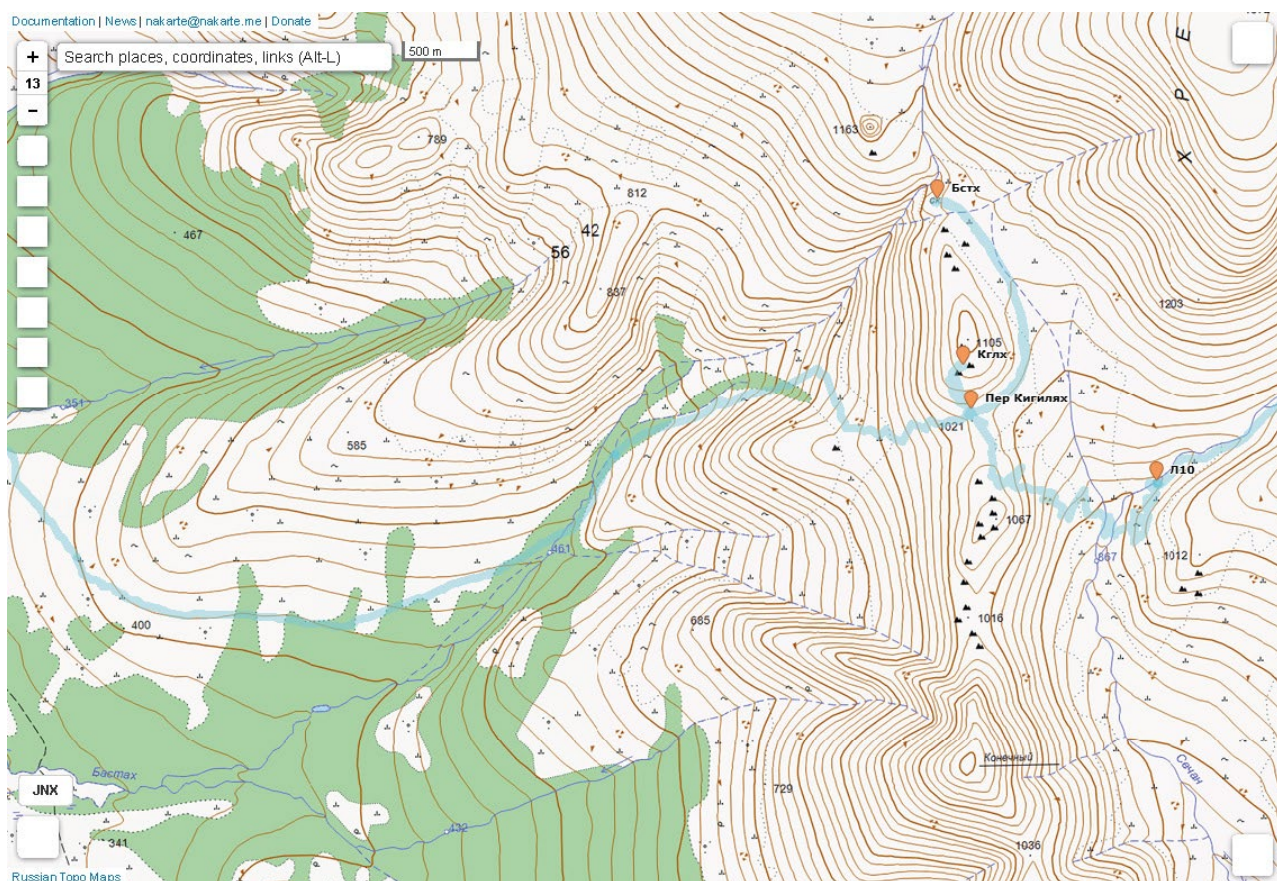 Documentation | News | nakarte@nakarte.me | Donate
+
Search places, coordinates, links (Alt-L)
500 m
13
−
Х Р Е
1163
789
467
812
42
56
837
Бстх
1203
1105
Кглх
Пер Кигилях
1021
351
585
Л10
1067
461
867
1012
400
685
1016
Бастах
Конечный
Сечан
JNX
729
432
341
1036
Russian Topo Maps